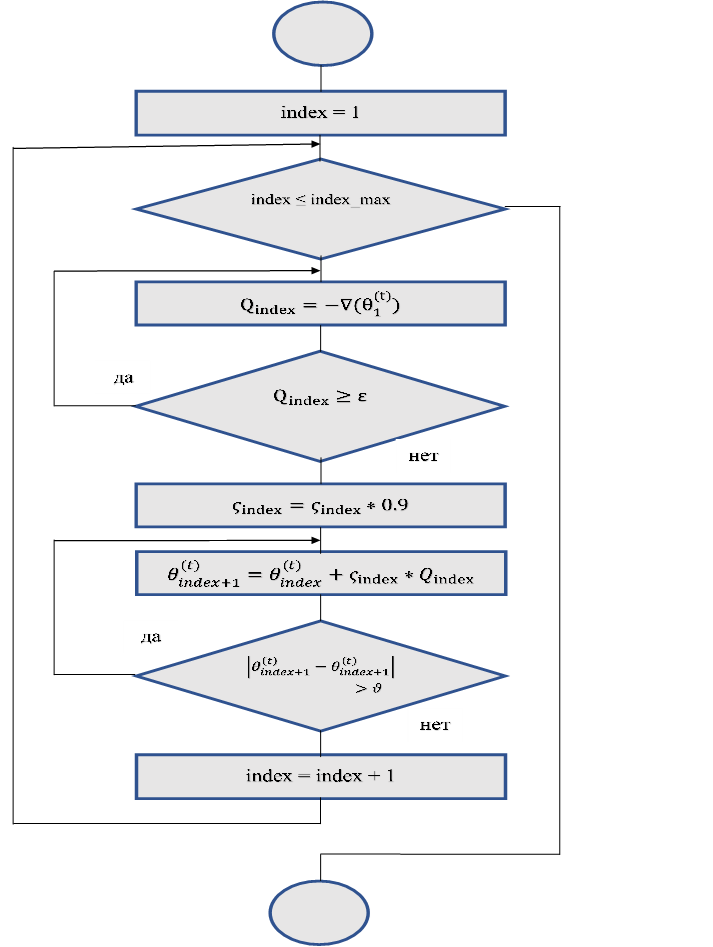 index = 1
index ≤ index_max
Q_index = −∇(θ_1^(t))
да
Q_index ≥ ε
нет
ς_index = ς_index * 0.9
θ_index+1^(t) = θ_index^(t) + ς_index * Q_index
да
|θ_index+1^(t) − θ_index+1^(t)|
> ϑ
нет
index = index + 1